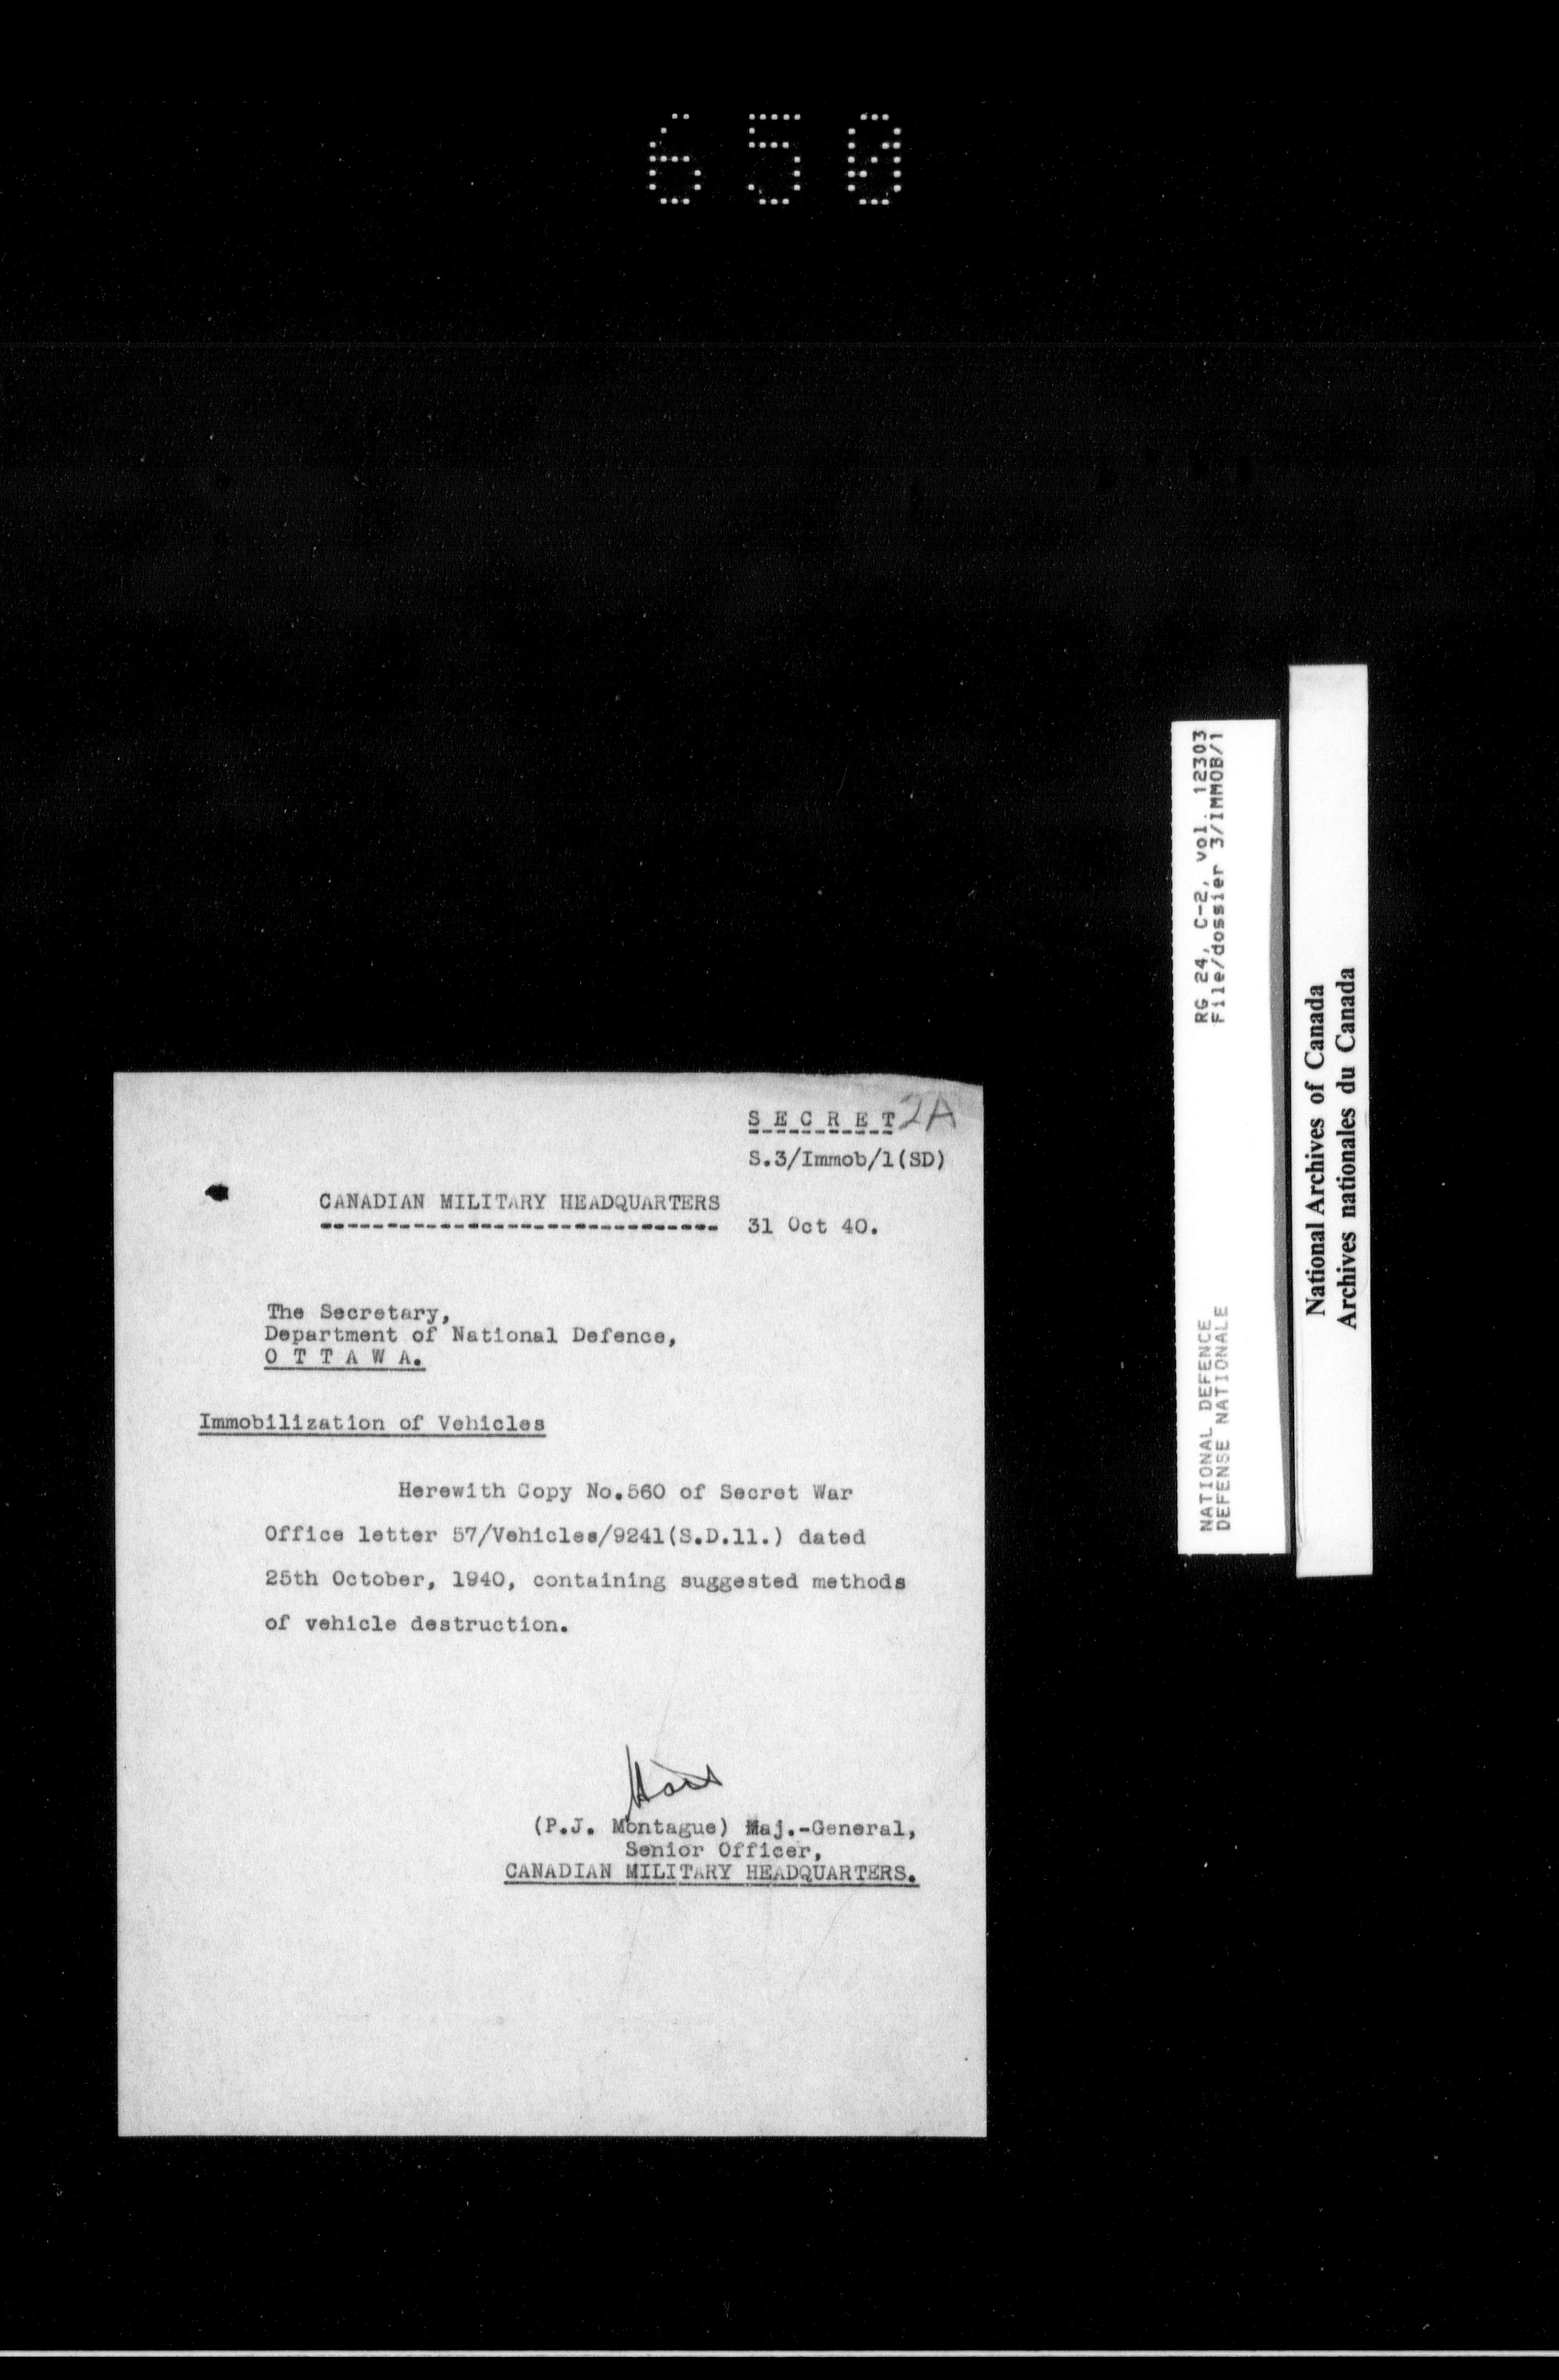 650
SECRET 2A
S.3/Immob/1(SD)
CANADIAN MILITARY HEADQUARTERS
31 Oct 40.
The Secretary,
Department of National Defence,
O T T A W A.
Immobilization of Vehicles
Herewith Copy No.560 of Secret War
Office letter 57/Vehicles/9241(S.D.11.) dated
25th October, 1940, containing suggested methods
of vehicle destruction.
(P.J. Montague) Maj.-General,
Senior Officer,
CANADIAN MILITARY HEADQUARTERS.
RG 24, C-2, vol. 12303
File/dossier 3/IMMOB/1
NATIONAL DEFENCE
DEFENSE NATIONALE
National Archives of Canada
Archives nationales du Canada